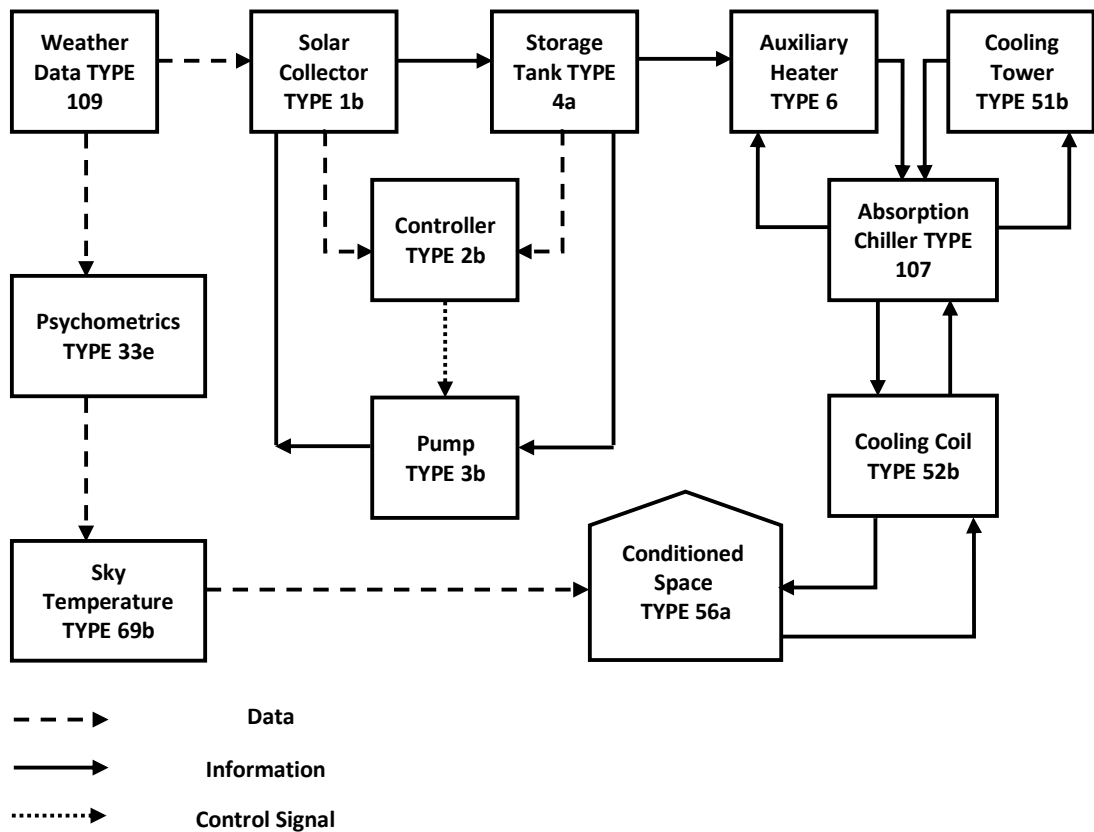 Weather
Data TYPE
109
Solar
Collector
TYPE 1b
Storage
Tank TYPE
4a
Auxiliary
Heater
TYPE 6
Cooling
Tower
TYPE 51b
Controller
TYPE 2b
Absorption
Chiller TYPE
107
Psychometrics
TYPE 33e
Pump
TYPE 3b
Cooling Coil
TYPE 52b
Sky
Temperature
TYPE 69b
Conditioned
Space
TYPE 56a
Data
Information
Control Signal